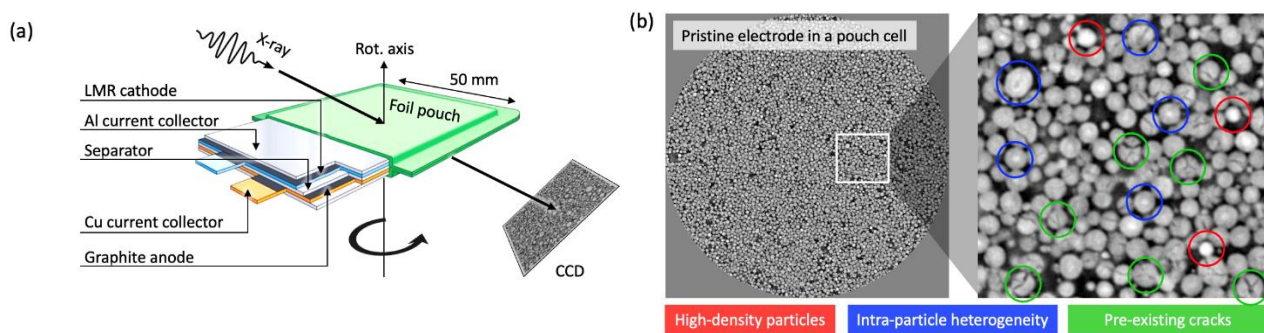 (a)
X-ray
Rot. axis
50 mm
LMR cathode
Foil pouch
Al current collector
Separator
Cu current collector
Graphite anode
CCD
(b)
Pristine electrode in a pouch cell
High-density particles
Intra-particle heterogeneity
Pre-existing cracks